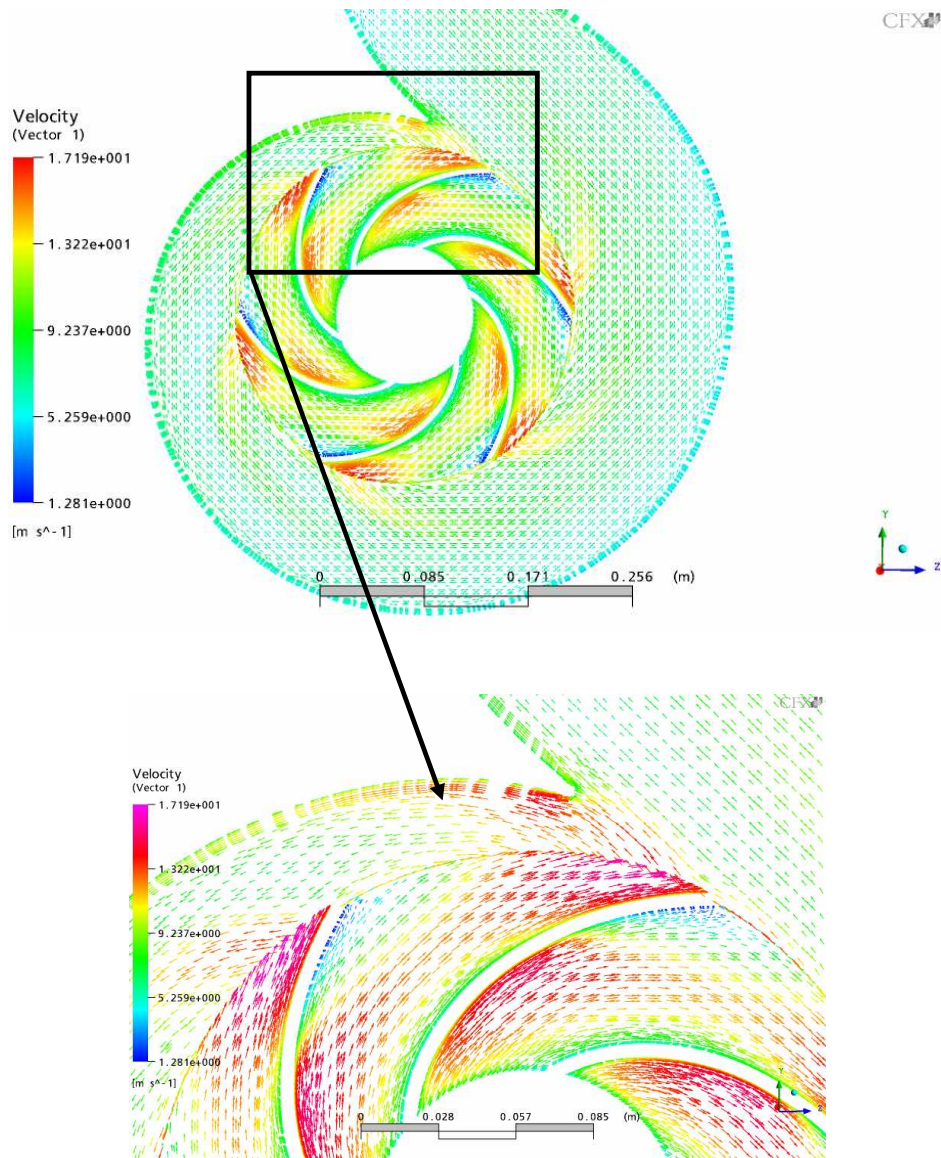 CFX
Velocity
(Vector 1)
1.719e+001
1.322e+001
9.237e+000
5.259e+000
1.281e+000
[m s^-1]
0 0.085 0.171 0.256 (m)
Y
Z
CFX
Velocity
(Vector 1)
1.719e+001
1.322e+001
9.237e+000
5.259e+000
1.281e+000
[m s^-1]
0 0.028 0.057 0.085 (m)
Y
Z